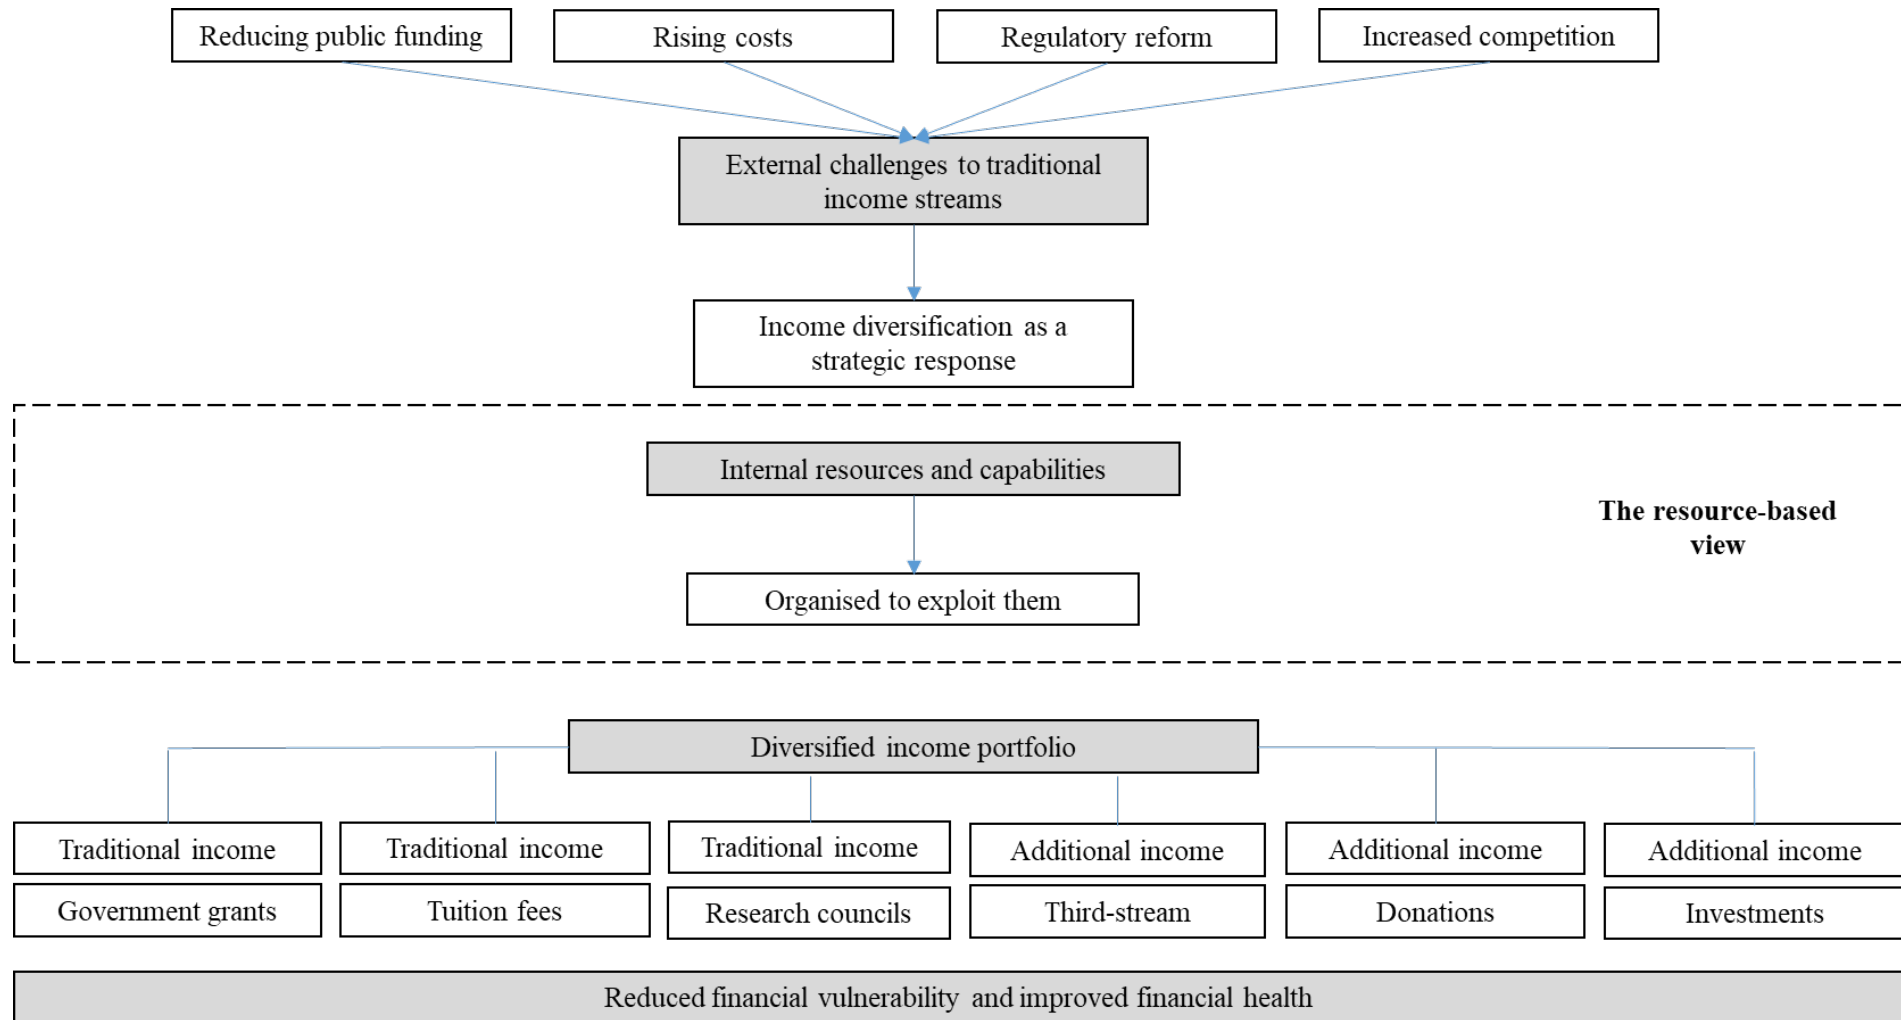 Reducing public funding
Rising costs
Regulatory reform
Increased competition
External challenges to traditional
income streams
Income diversification as a
strategic response
Internal resources and capabilities
The resource-based
view
Organised to exploit them
Diversified income portfolio
Traditional income
Traditional income
Traditional income
Additional income
Additional income
Additional income
Government grants
Tuition fees
Research councils
Third-stream
Donations
Investments
Reduced financial vulnerability and improved financial health